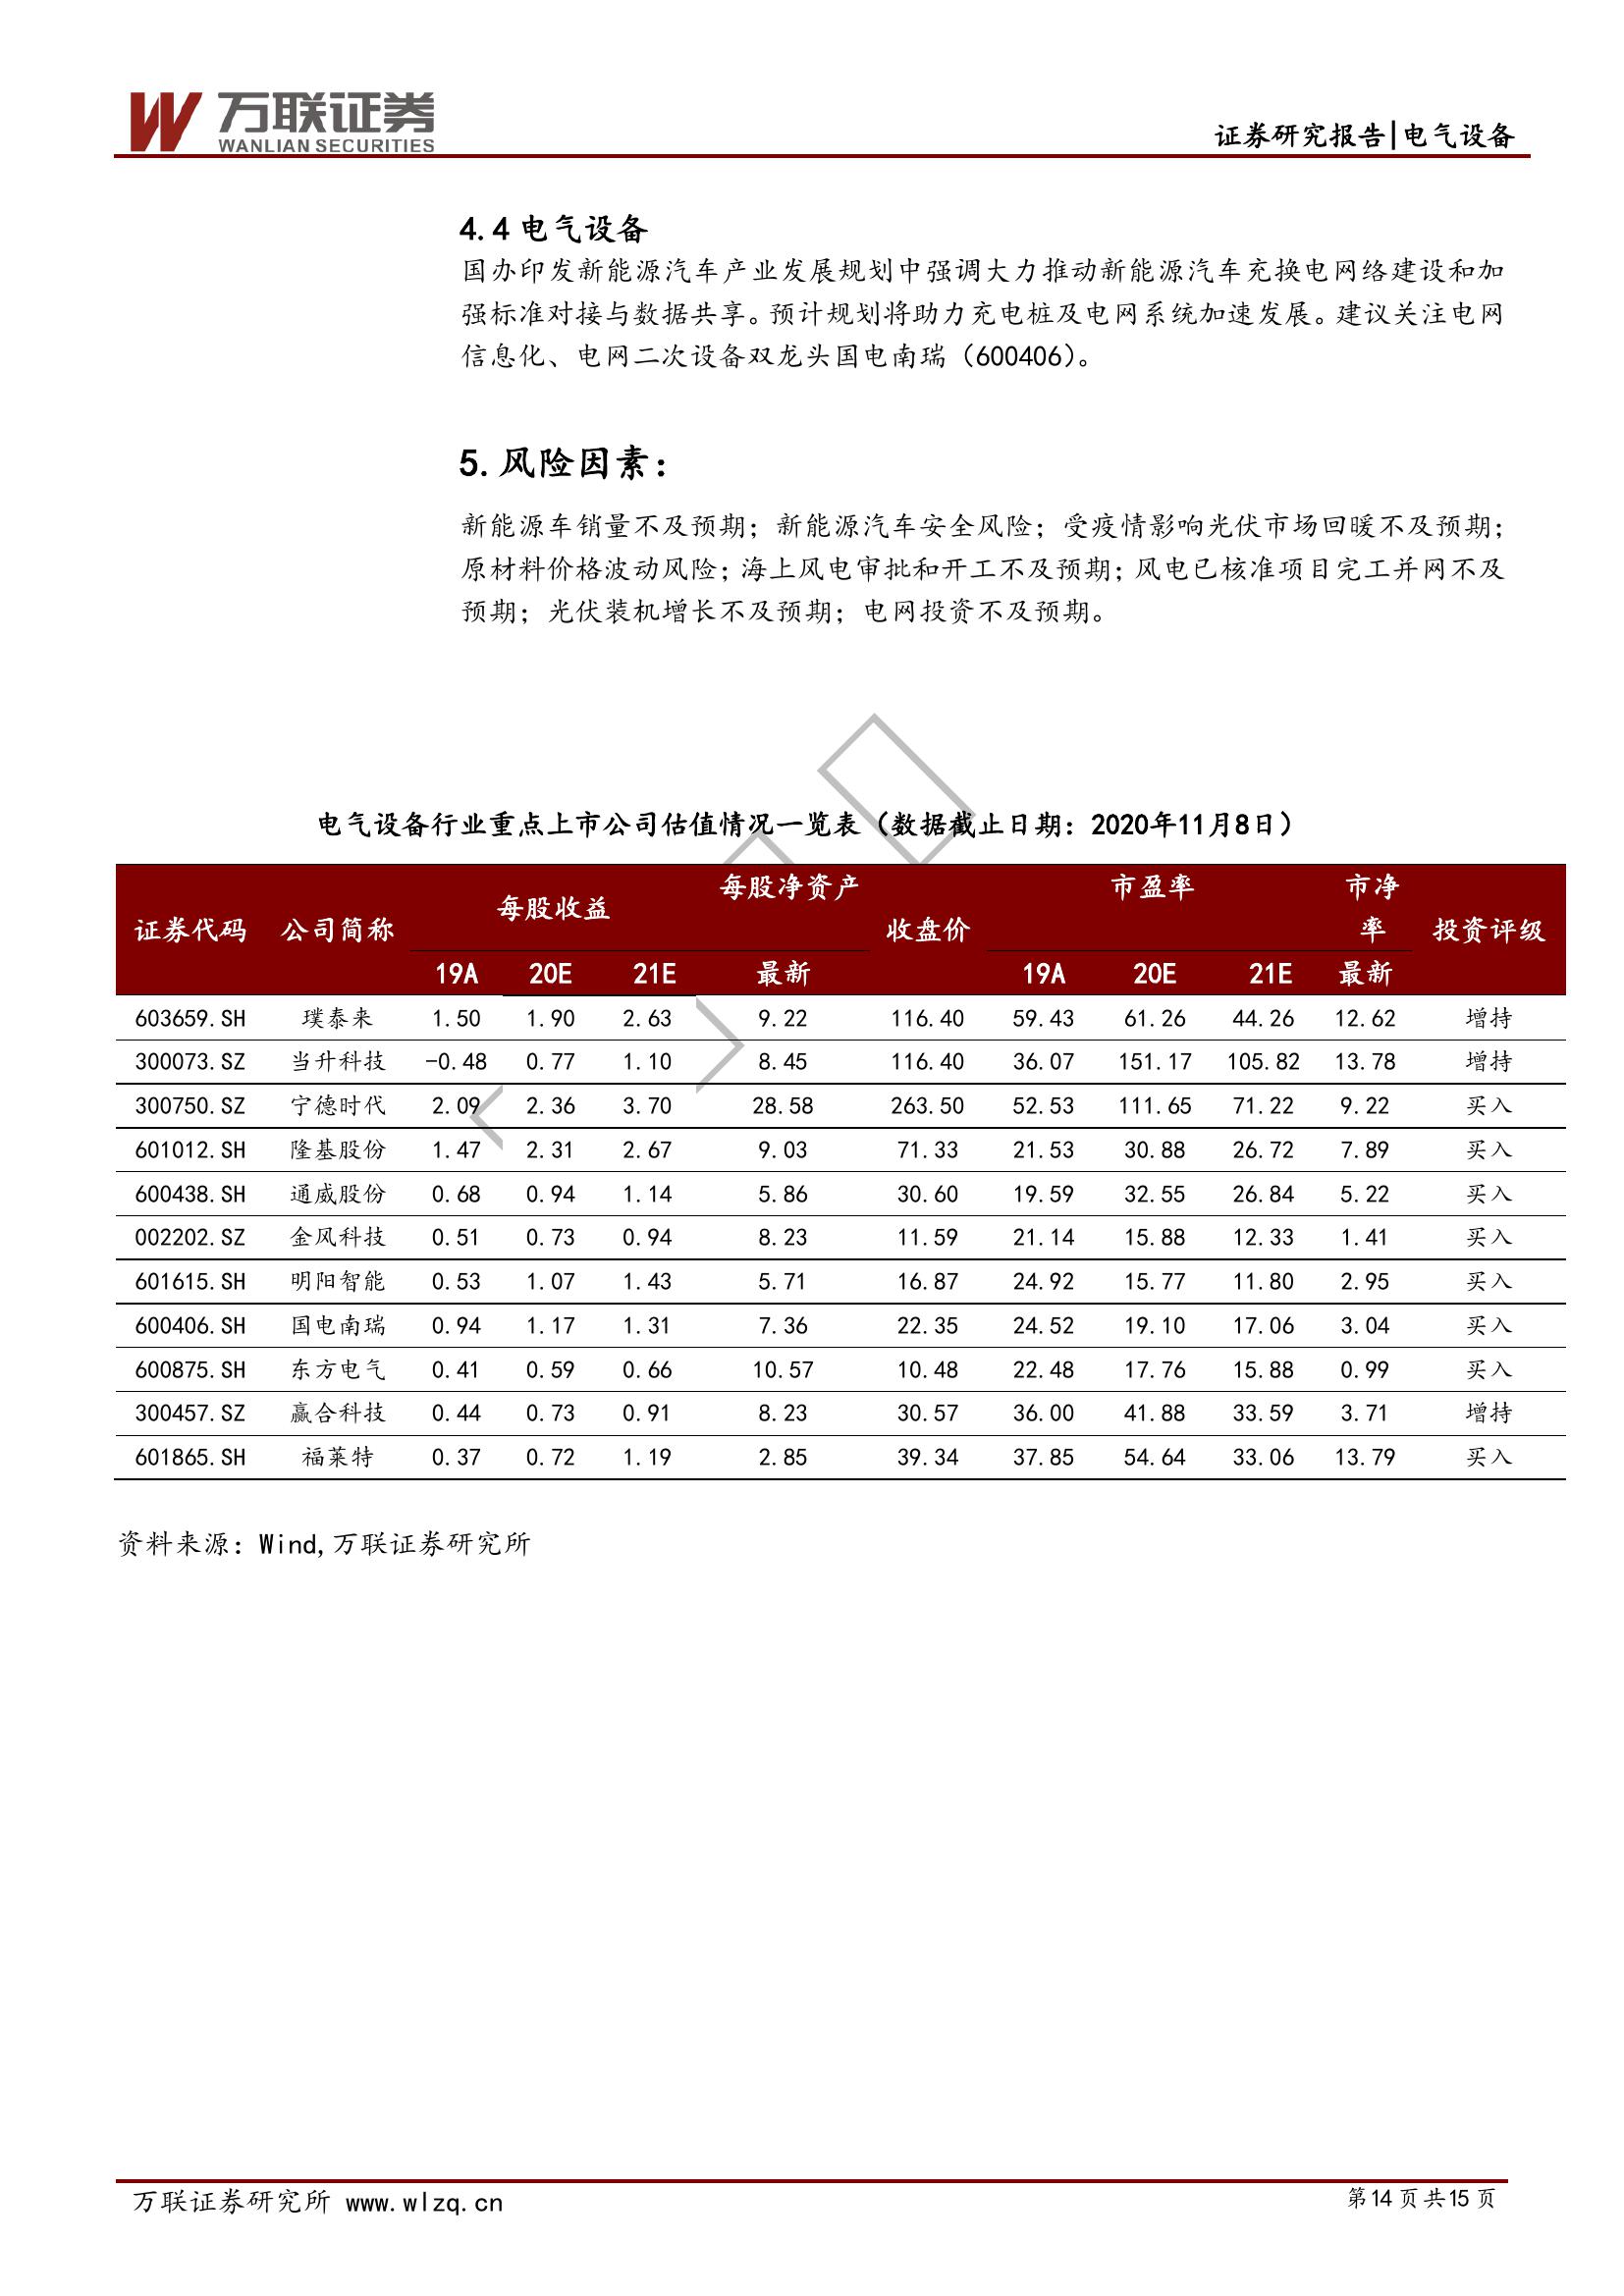 万联证券
WANLIAN SECURITIES
证券研究报告|电气设备
4.4 电气设备
国办印发新能源汽车产业发展规划中强调大力推动新能源汽车充换电网络建设和加
强标准对接与数据共享。预计规划将助力充电桩及电网系统加速发展。建议关注电网
信息化、电网二次设备双龙头国电南瑞（600406）。
5.风险因素：
新能源车销量不及预期；新能源汽车安全风险；受疫情影响光伏市场回暖不及预期；
原材料价格波动风险；海上风电审批和开工不及预期；风电已核准项目完工并网不及
预期；光伏装机增长不及预期；电网投资不及预期。
电气设备行业重点上市公司估值情况一览表（数据截止日期：2020年11月8日）
证券代码 公司简称 每股收益 每股净资产 收盘价 市盈率 市净率 投资评级
19A 20E 21E 最新 19A 20E 21E 最新
603659.SH 璞泰来 1.50 1.90 2.63 9.22 116.40 59.43 61.26 44.26 12.62 增持
300073.SZ 当升科技 -0.48 0.77 1.10 8.45 116.40 36.07 151.17 105.82 13.78 增持
300750.SZ 宁德时代 2.09 2.36 3.70 28.58 263.50 52.53 111.65 71.22 9.22 买入
601012.SH 隆基股份 1.47 2.31 2.67 9.03 71.33 21.53 30.88 26.72 7.89 买入
600438.SH 通威股份 0.68 0.94 1.14 5.86 30.60 19.59 32.55 26.84 5.22 买入
002202.SZ 金风科技 0.51 0.73 0.94 8.23 11.59 21.14 15.88 12.33 1.41 买入
601615.SH 明阳智能 0.53 1.07 1.43 5.71 16.87 24.92 15.77 11.80 2.95 买入
600406.SH 国电南瑞 0.94 1.17 1.31 7.36 22.35 24.52 19.10 17.06 3.04 买入
600875.SH 东方电气 0.41 0.59 0.66 10.57 10.48 22.48 17.76 15.88 0.99 买入
300457.SZ 赢合科技 0.44 0.73 0.91 8.23 30.57 36.00 41.88 33.59 3.71 增持
601865.SH 福莱特 0.37 0.72 1.19 2.85 39.34 37.85 54.64 33.06 13.79 买入
资料来源：Wind,万联证券研究所
万联证券研究所 www.wlzq.cn
第14页共15页